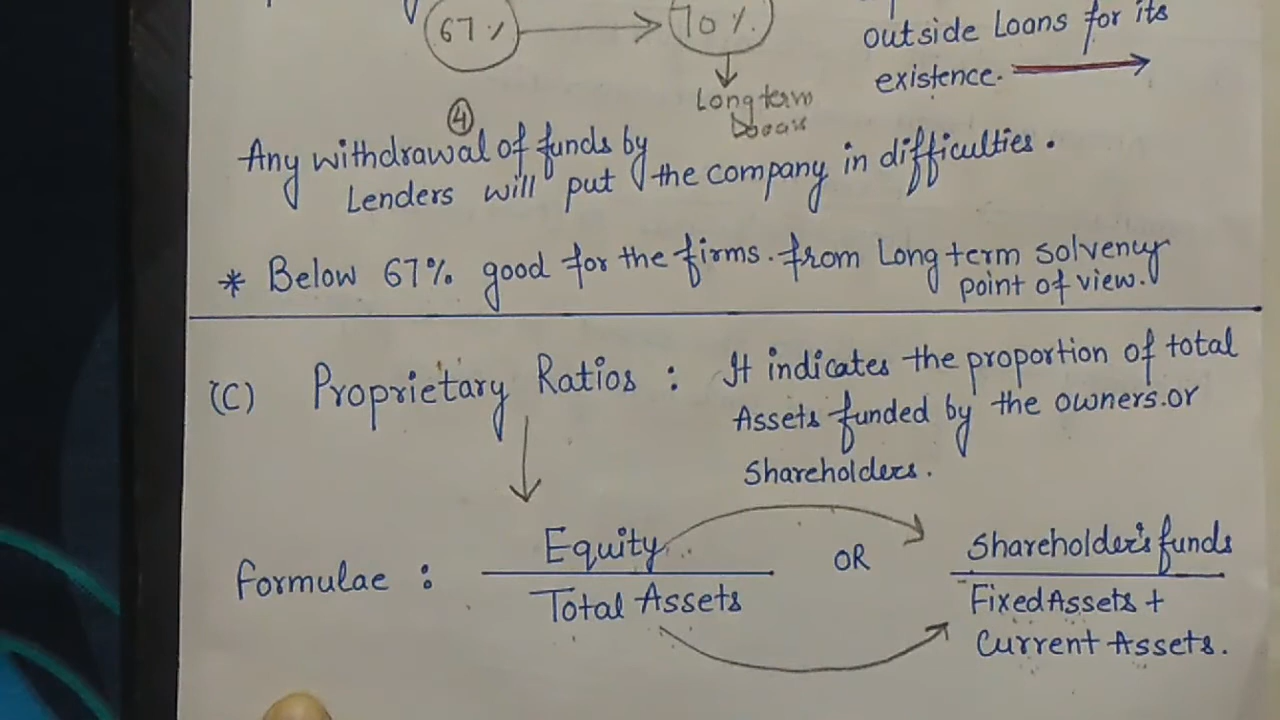 67%
70%.
outside Loans for its
existence.
Long term
④
Any withdrawal of funds by
Lenders will put the company in difficulties.
* Below 67% good for the firms. from Long term solvency
point of view.
(C) Proprietary Ratios : It indicates the proportion of total
Assets funded by the owners.or
Shareholders.
formulae : Equity OR Shareholder's funds
Total Assets Fixed Assets +
Current Assets.